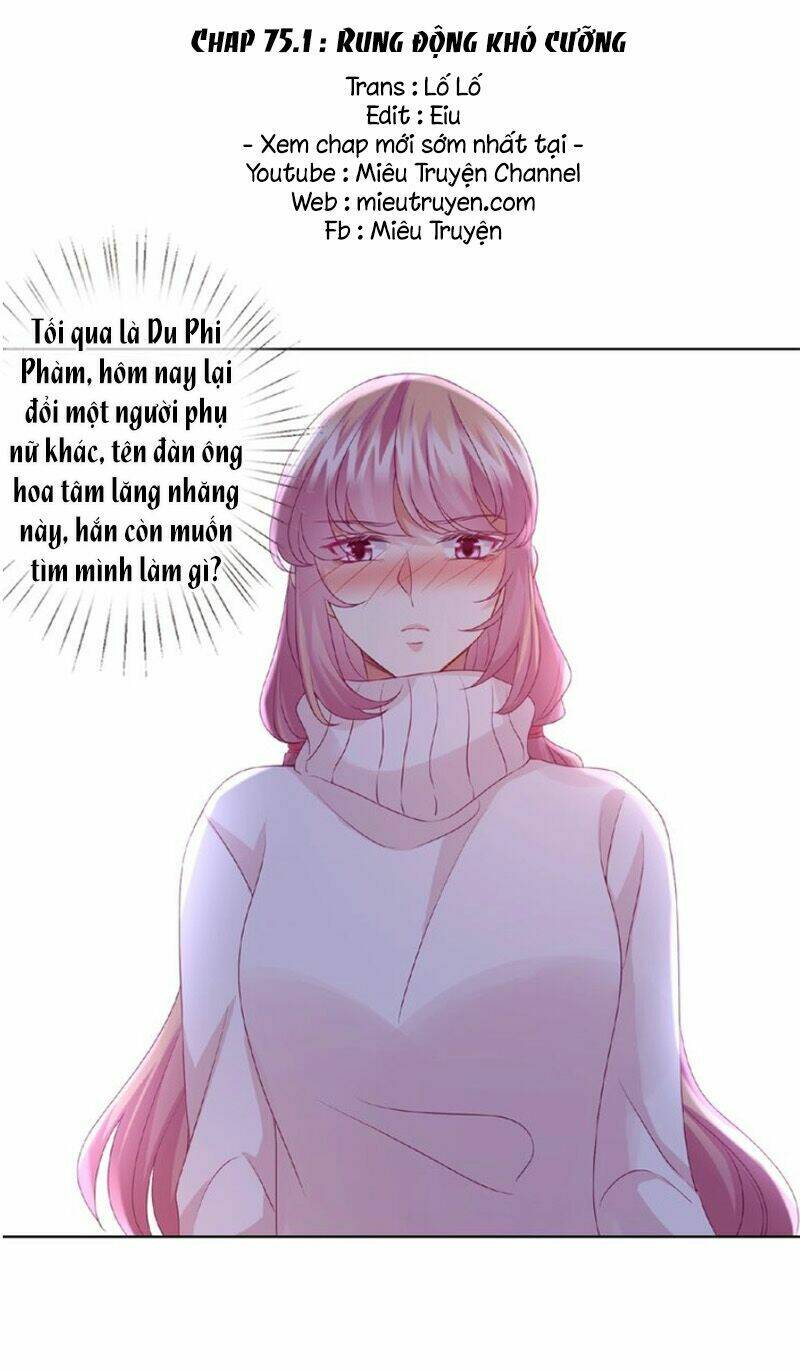 CHAP 75.1 : RUNG ĐỘNG KHÓ CƯỠNG
Trans : Lố Lố
Edit : Eiu
- Xem chap mới sớm nhất tại -
Youtube : Miêu Truyện Channel
Web : mieutruyen.com
Fb : Miêu Truyện
Tối qua là Du Phi
Phàm, hôm nay lại
đổi một người phụ
nữ khác, tên đàn ông
hoa tâm lăng nhăng
này, hắn còn muốn
tìm mình làm gì?